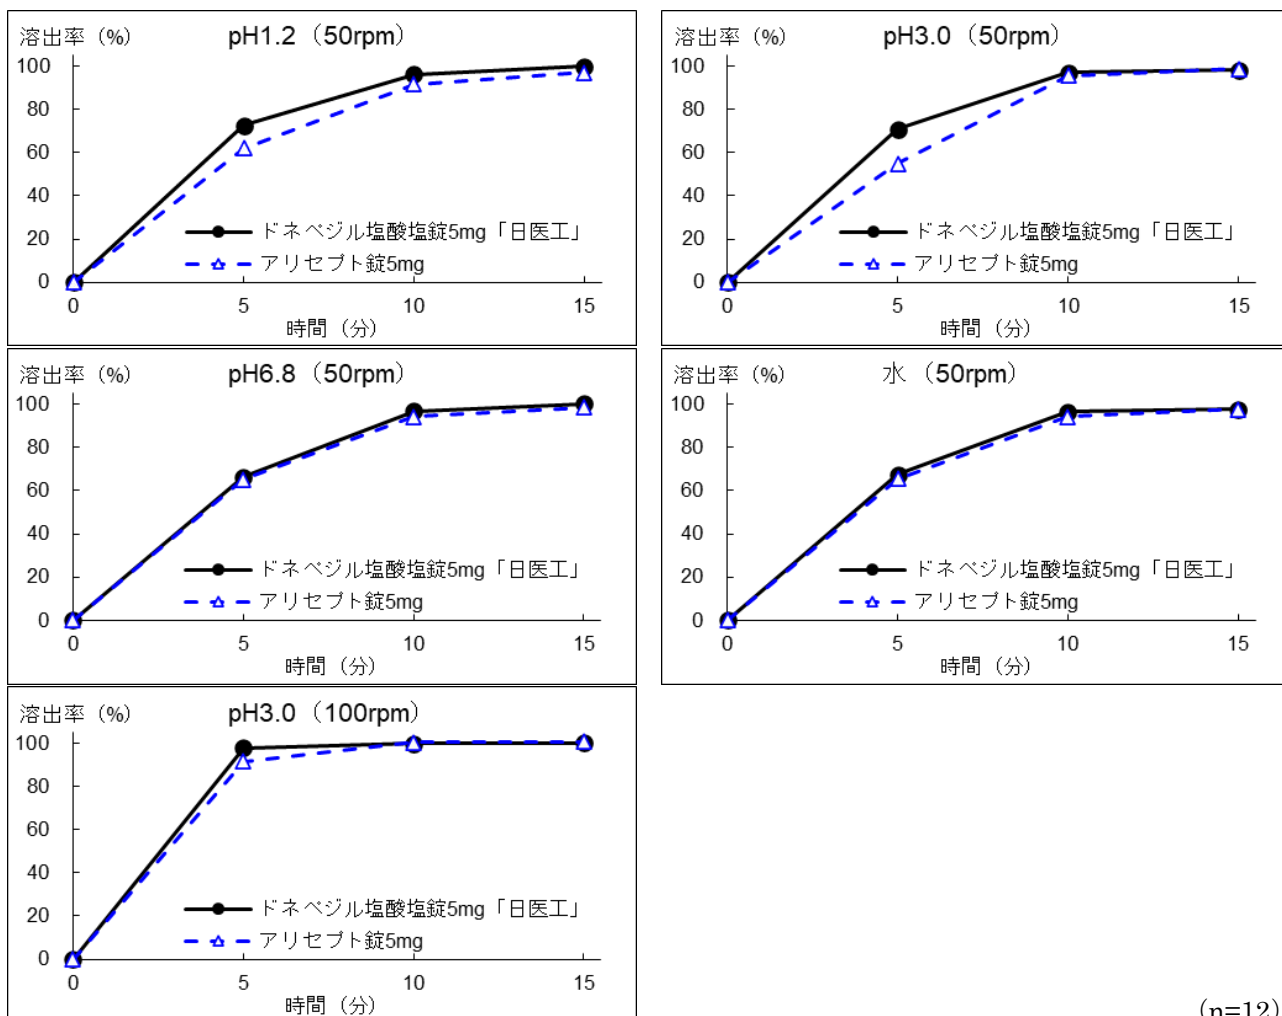 溶出率（%） pH1.2（50rpm）
100
80
60
40
20
0
ドネペジル塩酸塩錠5mg「日医工」
アリセプト錠5mg
0 5 10 15
時間（分）
溶出率（%） pH3.0（50rpm）
100
80
60
40
20
0
ドネペジル塩酸塩錠5mg「日医工」
アリセプト錠5mg
0 5 10 15
時間（分）
溶出率（%） pH6.8（50rpm）
100
80
60
40
20
0
ドネペジル塩酸塩錠5mg「日医工」
アリセプト錠5mg
0 5 10 15
時間（分）
溶出率（%） 水（50rpm）
100
80
60
40
20
0
ドネペジル塩酸塩錠5mg「日医工」
アリセプト錠5mg
0 5 10 15
時間（分）
溶出率（%） pH3.0（100rpm）
100
80
60
40
20
0
ドネペジル塩酸塩錠5mg「日医工」
アリセプト錠5mg
0 5 10 15
時間（分）
(n=12)